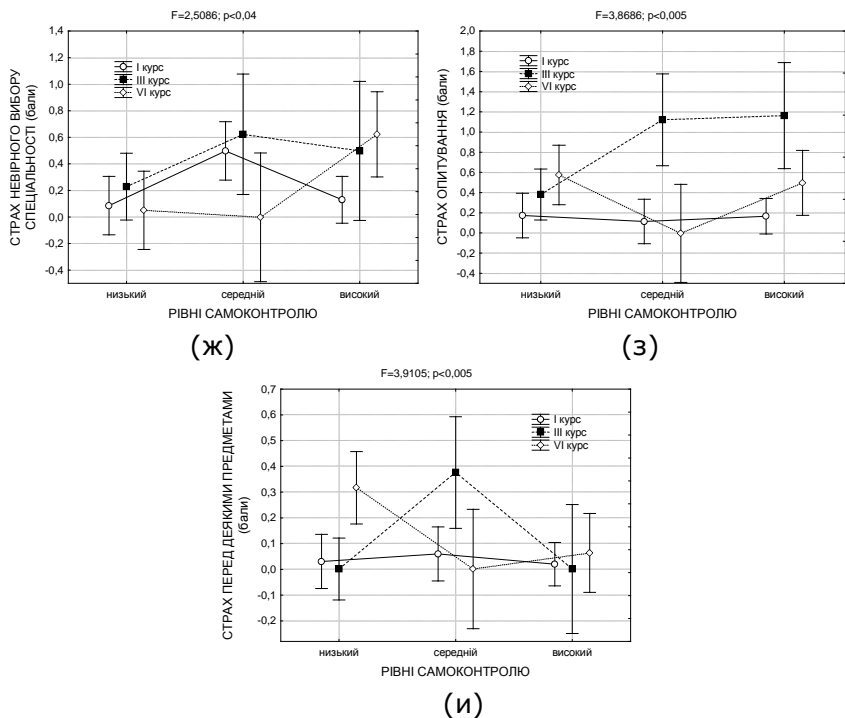 F=2,5086; p<0,04
СТРАХ НЕВІРНОГО ВИБОРУ
СПЕЦІАЛЬНОСТІ (бали)
1,4
1,2
1,0
0,8
0,6
0,4
0,2
0,0
-0,2
-0,4
I курс
III курс
VI курс
низький
середній
високий
РІВНІ САМОКОНТРОЛЮ
(ж)
F=3,8686; p<0,005
СТРАХ ОПИТУВАННЯ (бали)
2,0
1,8
1,6
1,4
1,2
1,0
0,8
0,6
0,4
0,2
0,0
0,2
0,4
I курс
III курс
VI курс
низький
середній
високий
РІВНІ САМОКОНТРОЛЮ
(з)
F=3,9105; p<0,005
СТРАХ ПЕРЕД ДЕЯКИМИ ПРЕДМЕТАМИ
(бали)
0,7
0,6
0,5
0,4
0,3
0,2
0,1
0,0
-0,1
-0,2
I курс
III курс
VI курс
низький
середній
високий
РІВНІ САМОКОНТРОЛЮ
(и)